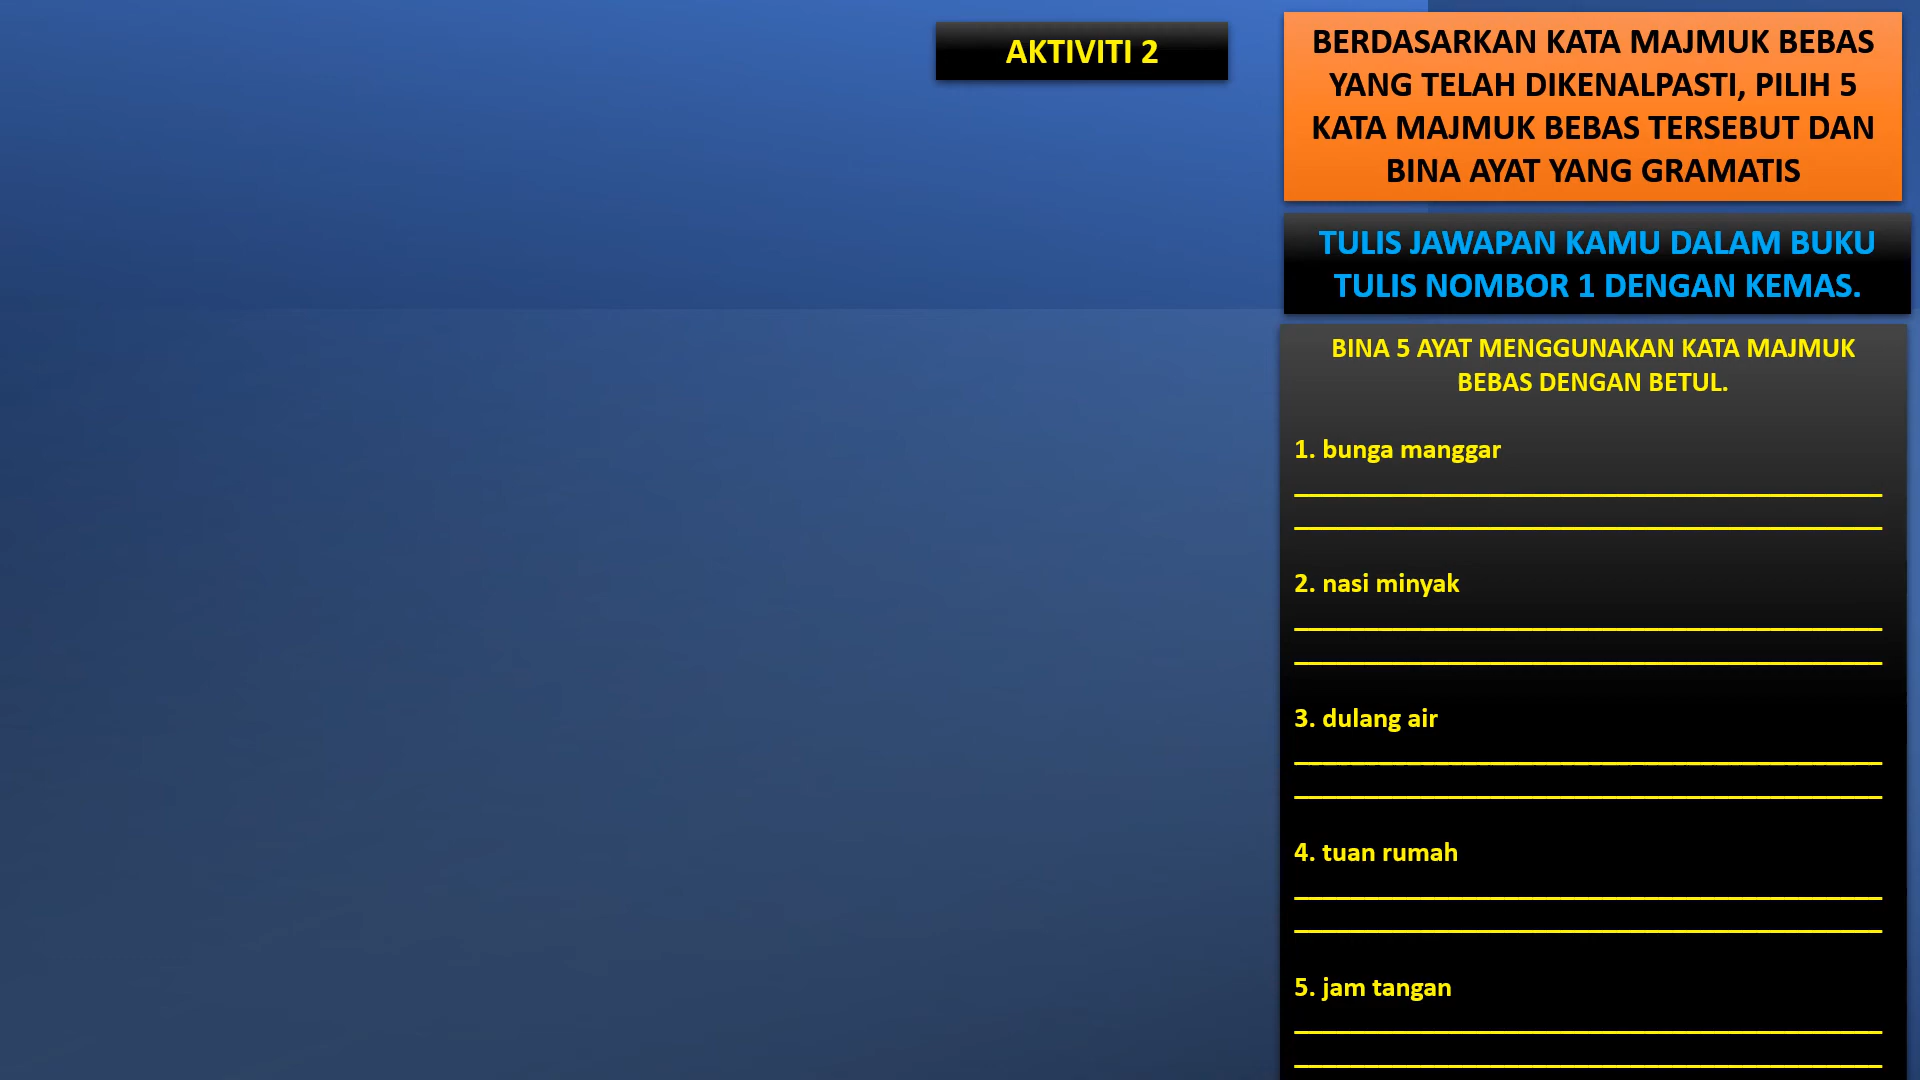 AKTIVITI 2
BERDASARKAN KATA MAJMUK BEBAS
YANG TELAH DIKENALPASTI, PILIH 5
KATA MAJMUK BEBAS TERSEBUT DAN
BINA AYAT YANG GRAMATIS
TULIS JAWAPAN KAMU DALAM BUKU
TULIS NOMBOR 1 DENGAN KEMAS.
BINA 5 AYAT MENGGUNAKAN KATA MAJMUK
BEBAS DENGAN BETUL.
1. bunga manggar
2. nasi minyak
3. dulang air
4. tuan rumah
5. jam tangan